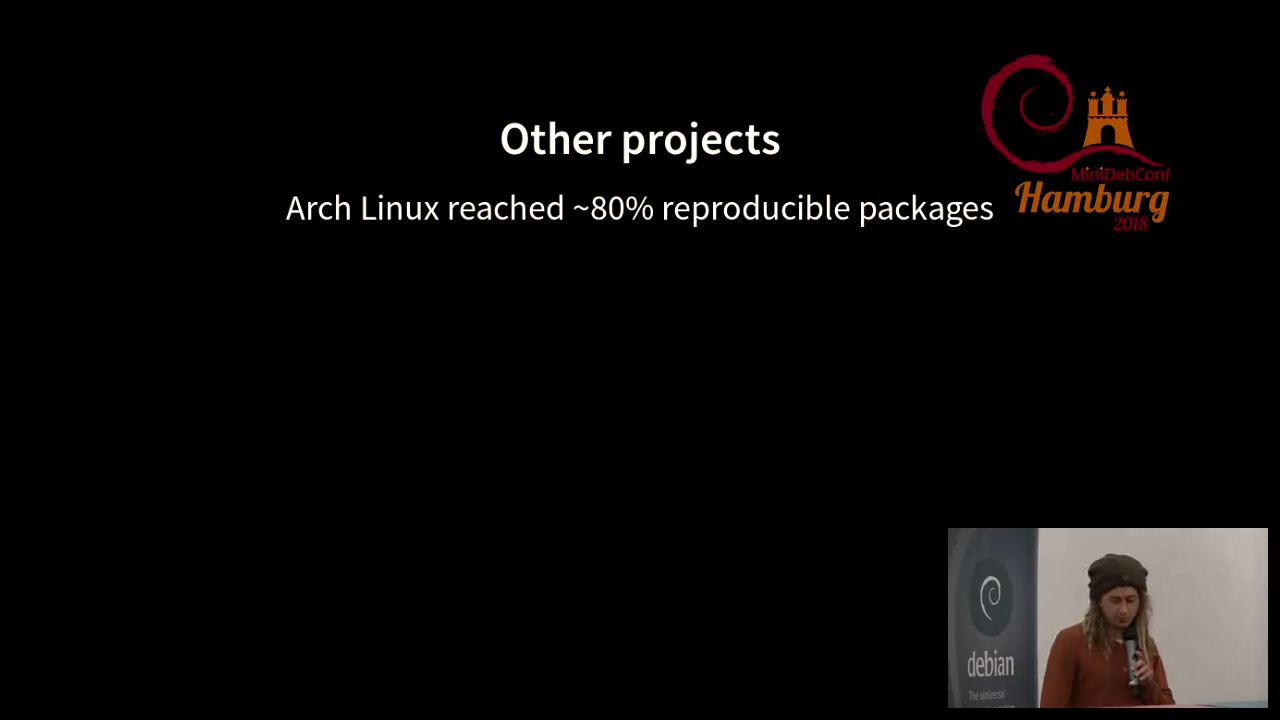 Other projects
Arch Linux reached ~80% reproducible packages
MiniDebConf
Hamburg
2018
debian
The universal